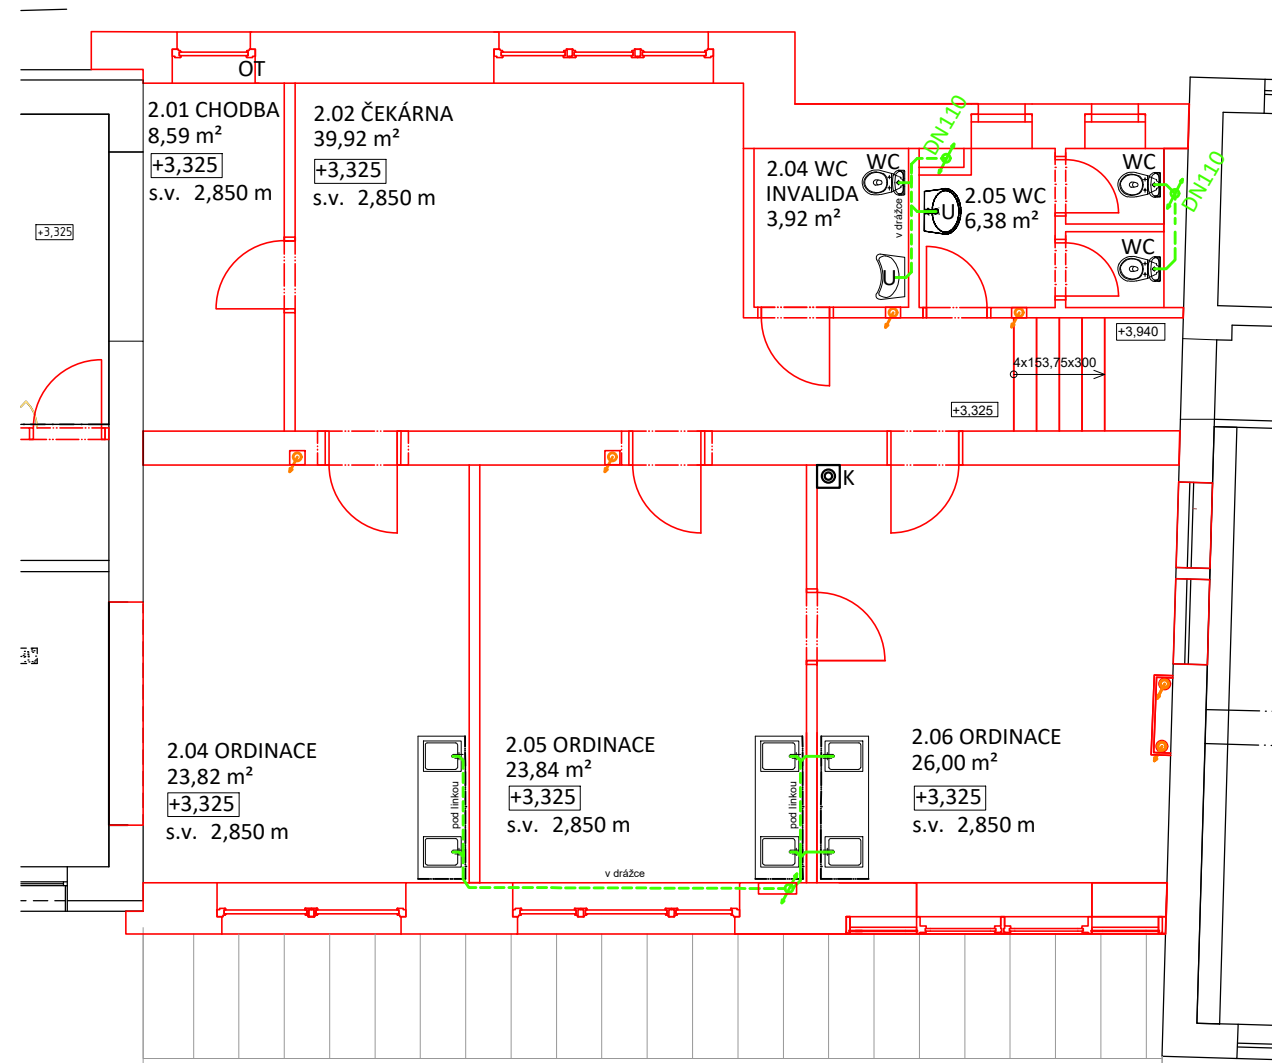 OT
2.01 CHODBA
8,59 m²
+3,325
s.v. 2,850 m
2.02 ČEKÁRNA
39,92 m²
+3,325
s.v. 2,850 m
+3,325
2.04 WC
INVALIDA
3,92 m²
WC
v drážce
U
DN110
U
2.05 WC
6,38 m²
WC
WC
DN110
+3,940
4x153,75x300
+3,325
K
2.04 ORDINACE
23,82 m²
+3,325
s.v. 2,850 m
pod linkou
2.05 ORDINACE
23,84 m²
+3,325
s.v. 2,850 m
pod linkou
v drážce
2.06 ORDINACE
26,00 m²
+3,325
s.v. 2,850 m